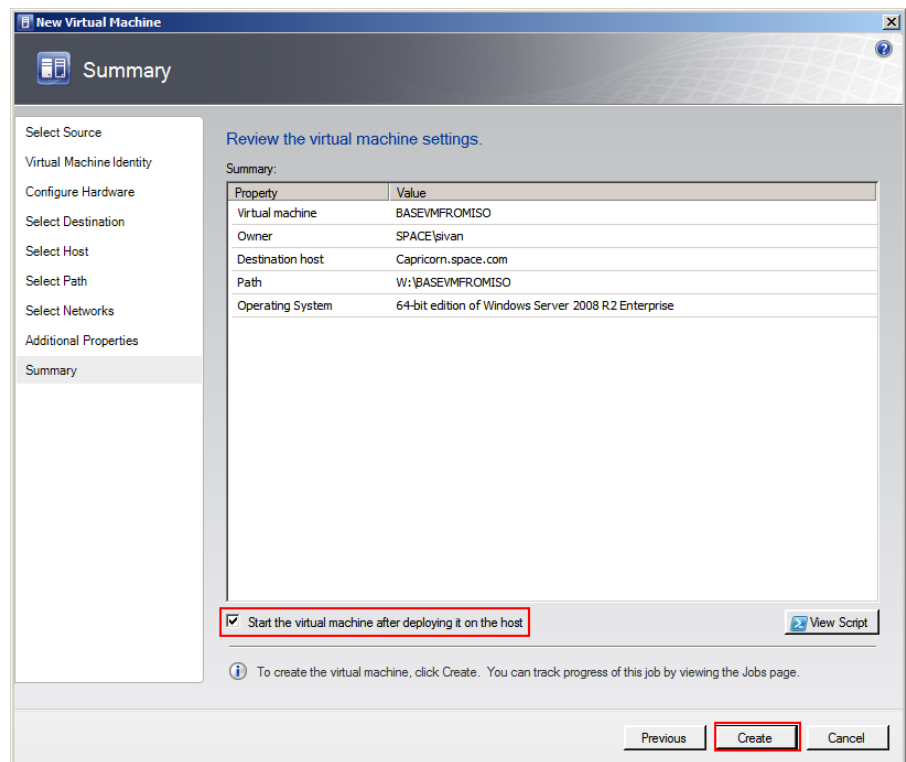 New Virtual Machine
Summary
Select Source
Virtual Machine Identity
Configure Hardware
Select Destination
Select Host
Select Path
Select Networks
Additional Properties
Summary
Review the virtual machine settings.
Summary:
Property Value
Virtual machine BASEVMFROMISO
Owner SPACE\sivan
Destination host Capricorn.space.com
Path W:\BASEVMFROMISO
Operating System 64-bit edition of Windows Server 2008 R2 Enterprise
Start the virtual machine after deploying it on the host
View Script
To create the virtual machine, click Create. You can track progress of this job by viewing the Jobs page.
Previous Create Cancel